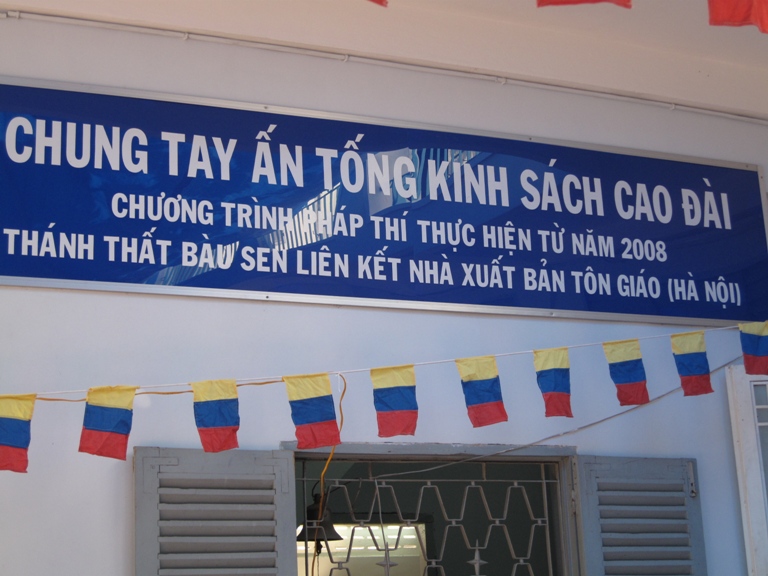 CHUNG TAY ẤN TỐNG KINH SÁCH CAO ĐÀI
CHƯƠNG TRÌNH PHÁP THÍ THỰC HIỆN TỪ NĂM 2008
THÁNH THẤT BÀU SEN LIÊN KẾT NHÀ XUẤT BẢN TÔN GIÁO (HÀ NỘI)